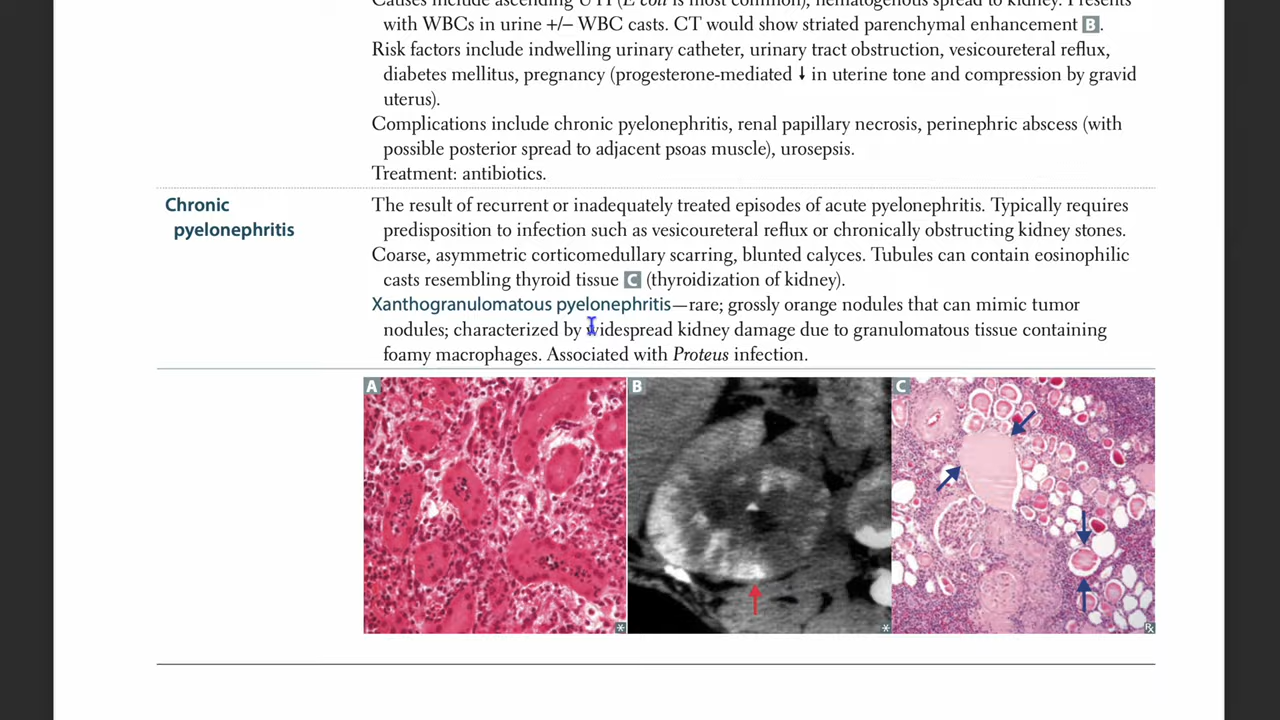 Causes include ascending UTI (E coli is most common), hematogenous spread to kidney. Presents
with WBCs in urine +/− WBC casts. CT would show striated parenchymal enhancement B.
Risk factors include indwelling urinary catheter, urinary tract obstruction, vesicoureteral reflux,
diabetes mellitus, pregnancy (progesterone-mediated ↓ in uterine tone and compression by gravid
uterus).
Complications include chronic pyelonephritis, renal papillary necrosis, perinephric abscess (with
possible posterior spread to adjacent psoas muscle), urosepsis.
Treatment: antibiotics.
Chronic
pyelonephritis
The result of recurrent or inadequately treated episodes of acute pyelonephritis. Typically requires
predisposition to infection such as vesicoureteral reflux or chronically obstructing kidney stones.
Coarse, asymmetric corticomedullary scarring, blunted calyces. Tubules can contain eosinophilic
casts resembling thyroid tissue C (thyroidization of kidney).
Xanthogranulomatous pyelonephritis—rare; grossly orange nodules that can mimic tumor
nodules; characterized by widespread kidney damage due to granulomatous tissue containing
foamy macrophages. Associated with Proteus infection.
A
B
C
*
*
℞